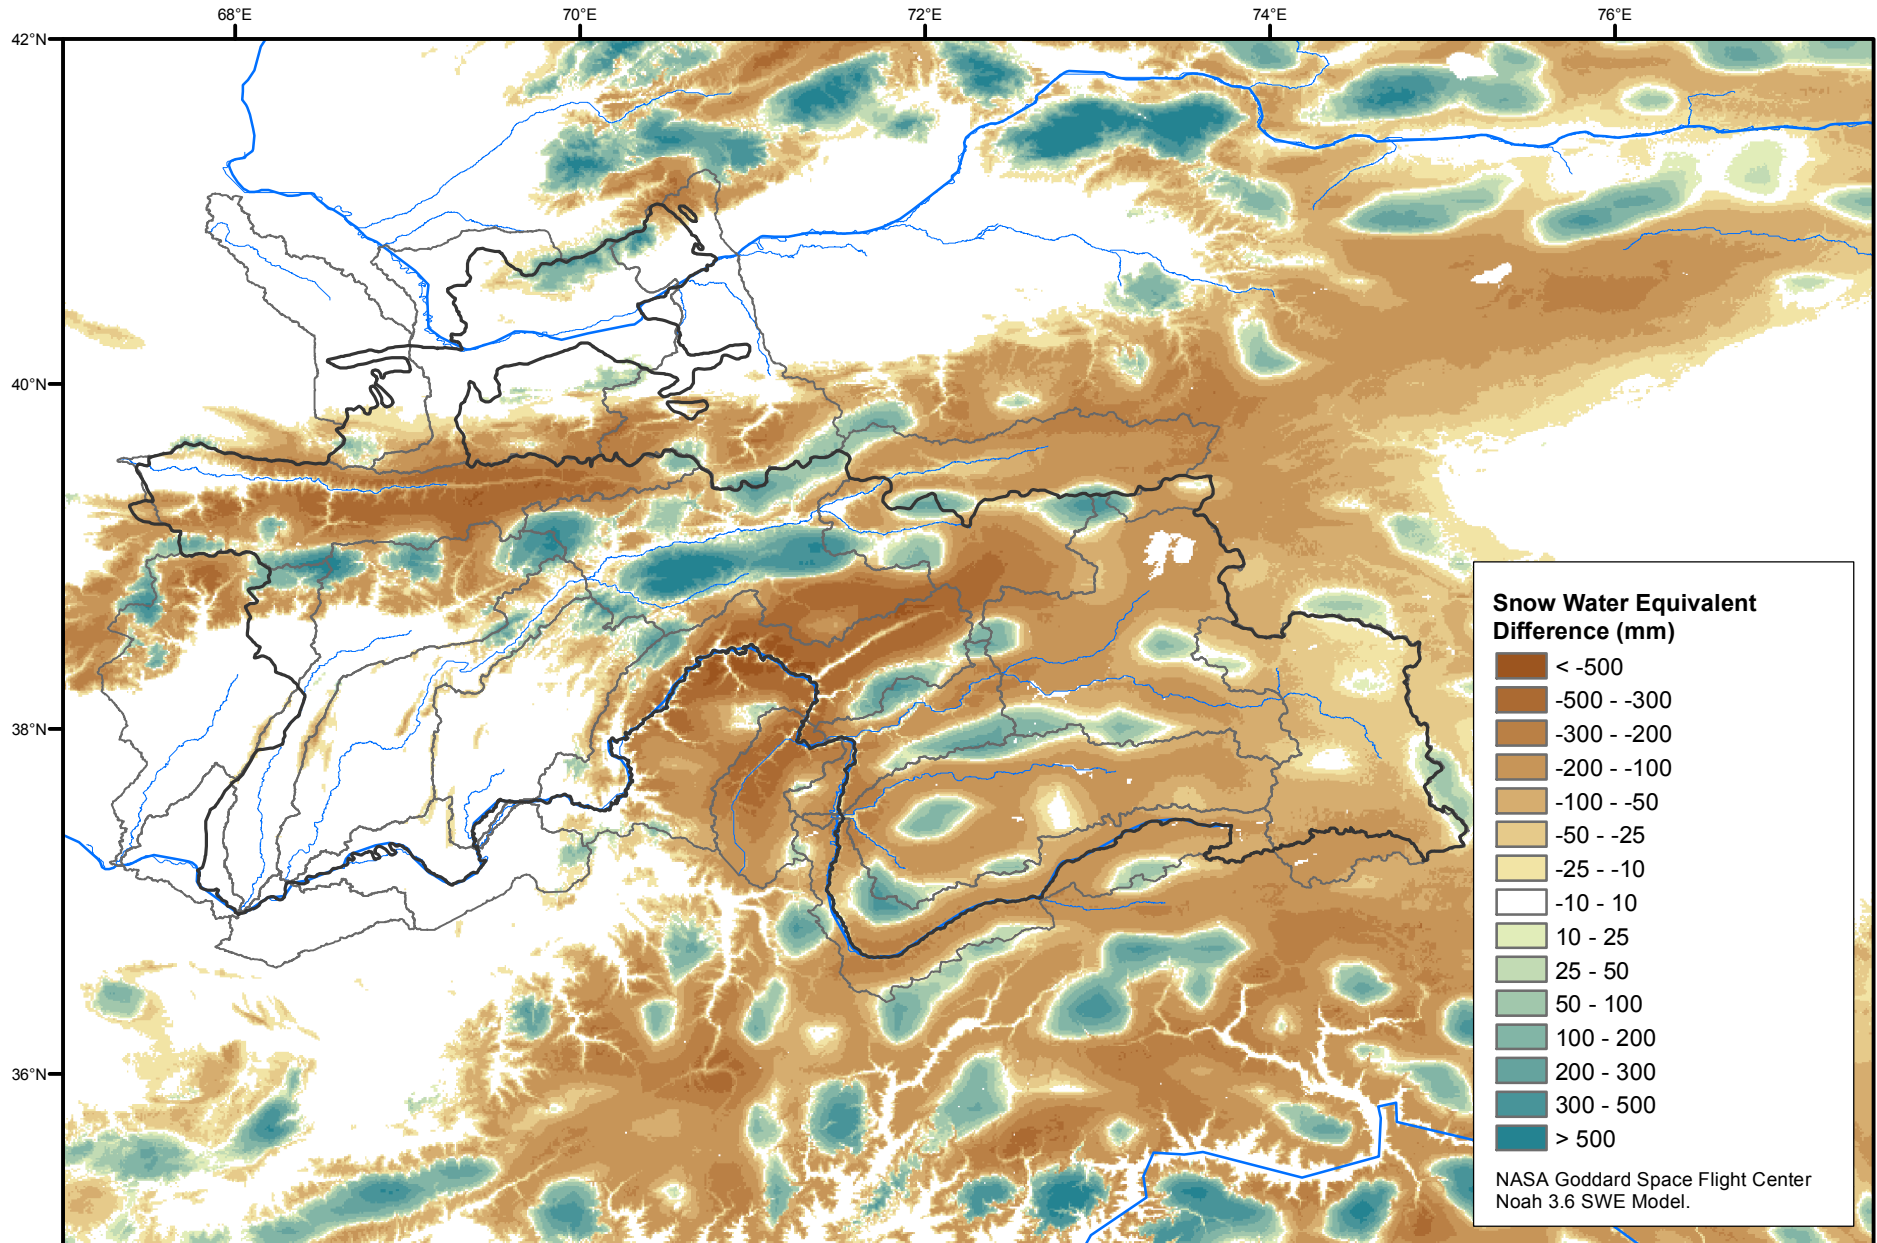 68°E
70°E
72°E
74°E
76°E
42°N
40°N
38°N
36°N
Snow Water Equivalent
Difference (mm)
< -500
-500 - -300
-300 - -200
-200 - -100
-100 - -50
-50 - -25
-25 - -10
-10 - 10
10 - 25
25 - 50
50 - 100
100 - 200
200 - 300
300 - 500
> 500
NASA Goddard Space Flight Center
Noah 3.6 SWE Model.